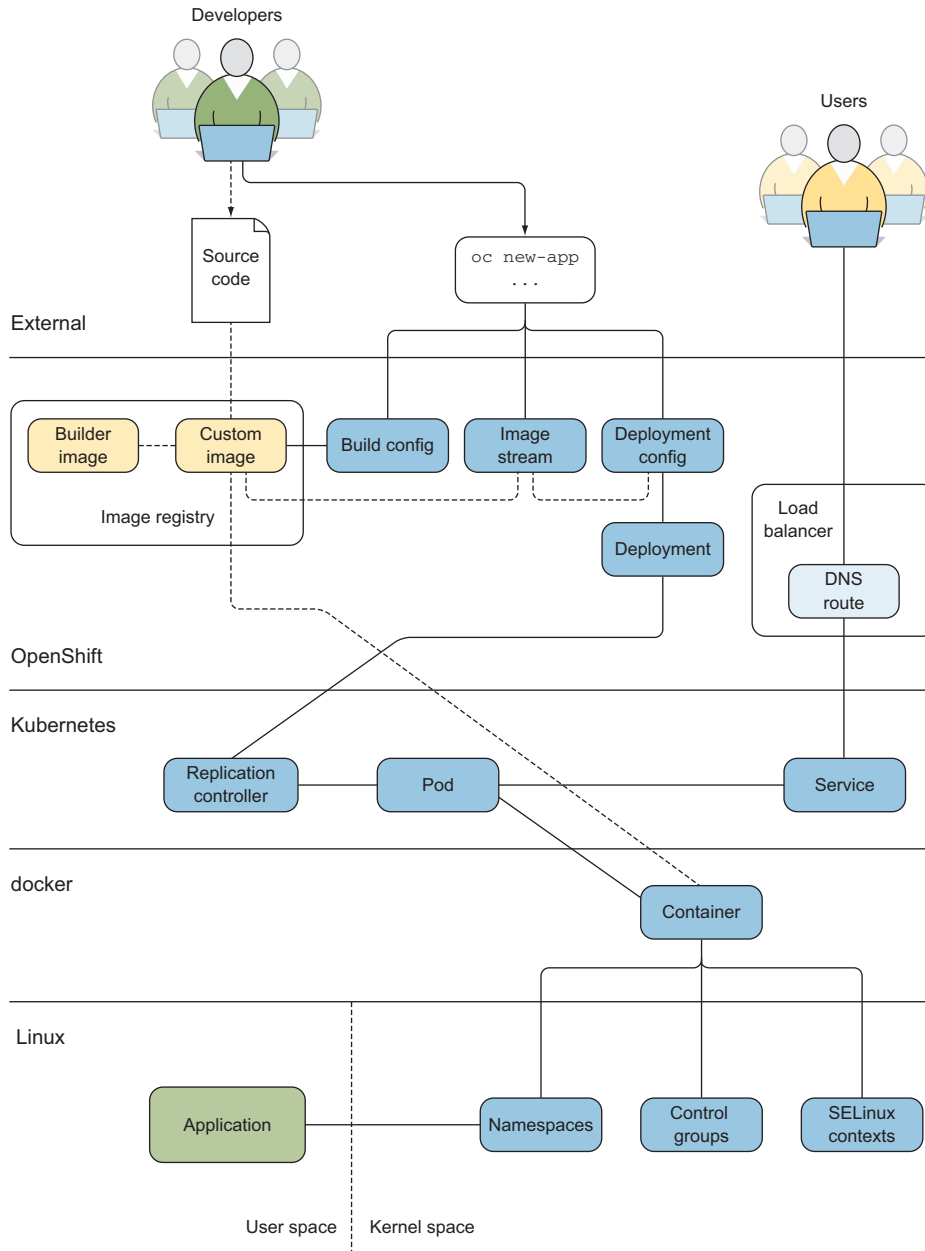 Developers
Users
Source
code
oc new-app
...
External
Builder
image
Custom
image
Build config
Image
stream
Deployment
config
Image registry
Load
balancer
Deployment
DNS
route
OpenShift
Kubernetes
Replication
controller
Pod
Service
docker
Container
Linux
Application
Namespaces
Control
groups
SELinux
contexts
User space
Kernel space